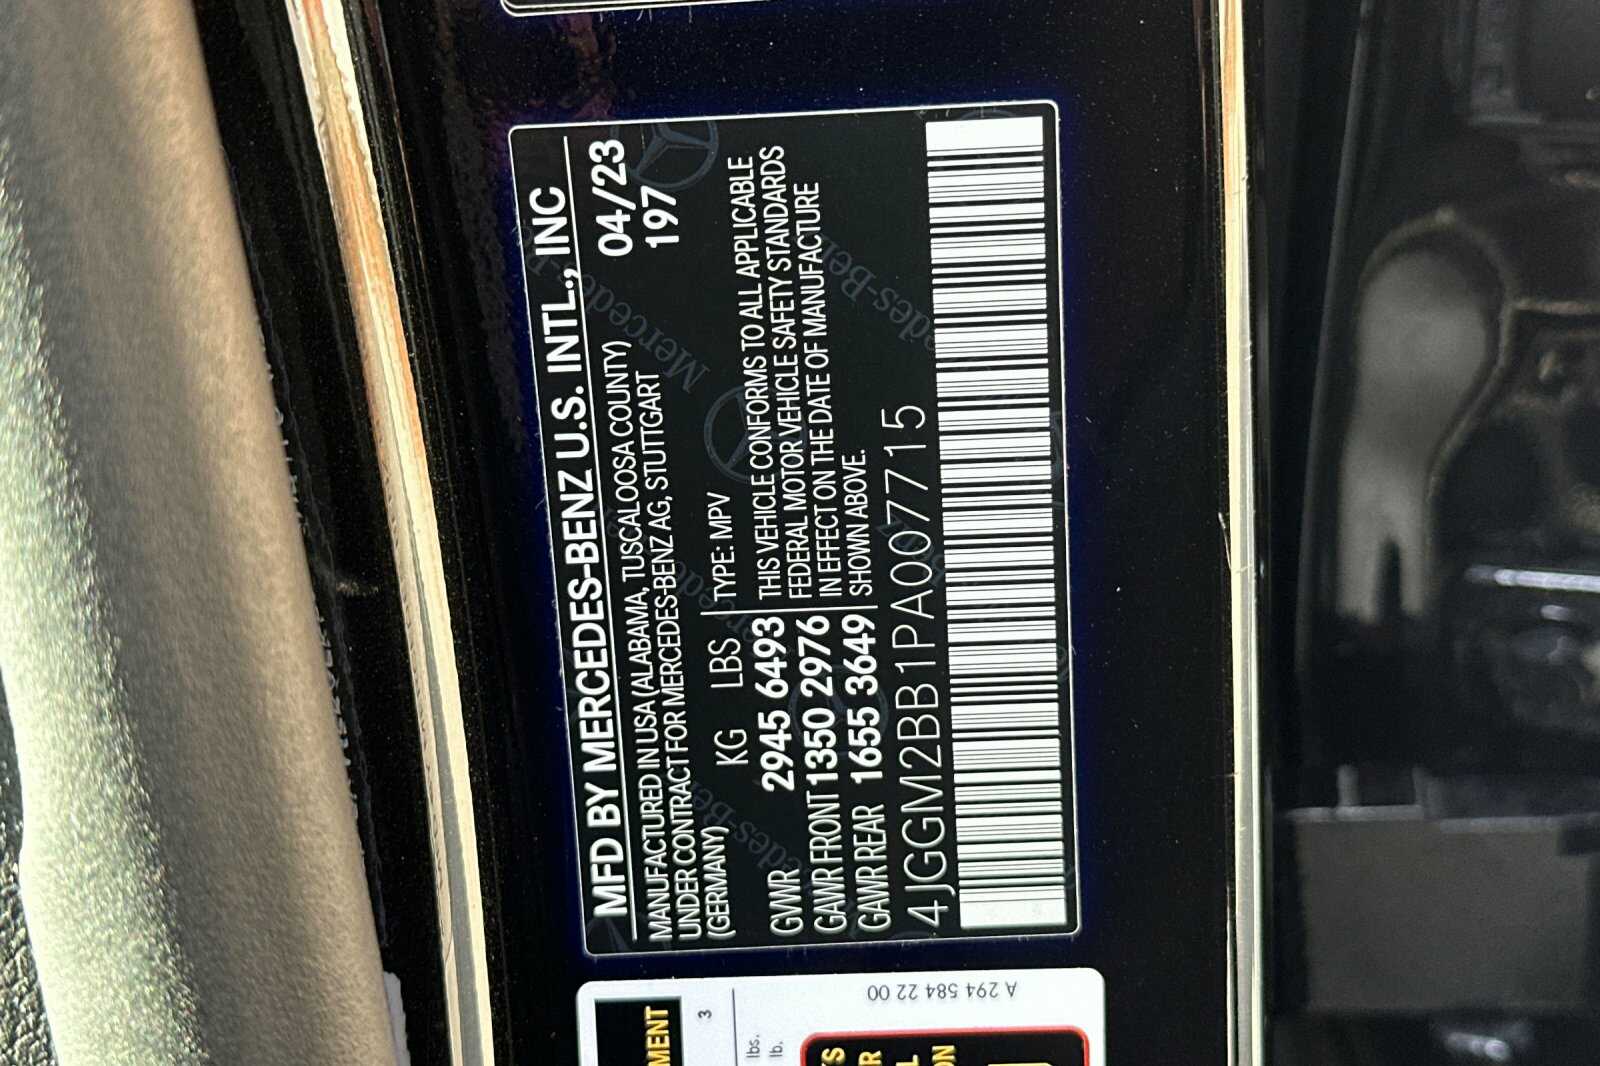 MFD BY MERCEDES-BENZ U.S. INTL., INC
MANUFACTURED IN USA (ALABAMA, TUSCALOOSA COUNTY) 04/23
UNDER CONTRACT FOR MERCEDES-BENZ AG, STUTTGART 197
(GERMANY)
KG LBS TYPE: MPV
GVWR 2945 6493 THIS VEHICLE CONFORMS TO ALL APPLICABLE
GAWR FRONT 1350 2976 FEDERAL MOTOR VEHICLE SAFETY STANDARDS
IN EFFECT ON THE DATE OF MANUFACTURE
GAWR REAR 1655 3649 SHOWN ABOVE.
4JGGM2BB1PA007715
A 294 584 22 00
3
lbs.
lb.